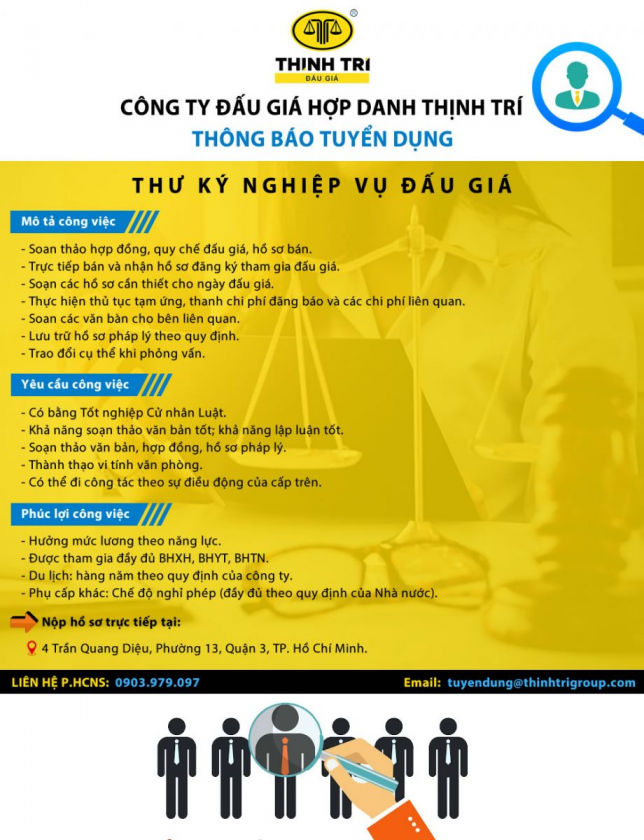 ®
THỊNH TRÍ
ĐẤU GIÁ
CÔNG TY ĐẤU GIÁ HỢP DANH THỊNH TRÍ
THÔNG BÁO TUYỂN DỤNG
THƯ KÝ NGHIỆP VỤ ĐẤU GIÁ
Mô tả công việc
- Soạn thảo hợp đồng, quy chế đấu giá, hồ sơ bán.
- Trực tiếp bán và nhận hồ sơ đăng ký tham gia đấu giá.
- Soạn các hồ sơ cần thiết cho ngày đấu giá.
- Thực hiện thủ tục tạm ứng, thanh chi phí đăng báo và các chi phí liên quan.
- Soan các văn bàn cho bên liên quan.
- Lưu trữ hồ sơ pháp lý theo quy định.
- Trao đổi cụ thể khi phỏng vấn.
Yêu cầu công việc
- Có bằng Tốt nghiệp Cử nhân Luật.
- Khả năng soạn thảo văn bản tốt; khả năng lập luận tốt.
- Soạn thảo văn bản, hợp đồng, hồ sơ pháp lý.
- Thành thạo vi tính văn phòng.
- Có thể đi công tác theo sự điều động của cấp trên.
Phúc lợi công việc
- Hưởng mức lương theo năng lực.
- Được tham gia đầy đủ BHXH, BHYT, BHTN.
- Du lịch: hàng năm theo quy định của công ty.
- Phụ cấp khác: Chế độ nghỉ phép (đầy đủ theo quy định của Nhà nước).
Nộp hồ sơ trực tiếp tại:
4 Trần Quang Diệu, Phường 13, Quận 3, TP. Hồ Chí Minh.
LIÊN HỆ P.HCNS: 0903.979.097
Email: tuyendung@thinhtrigroup.com